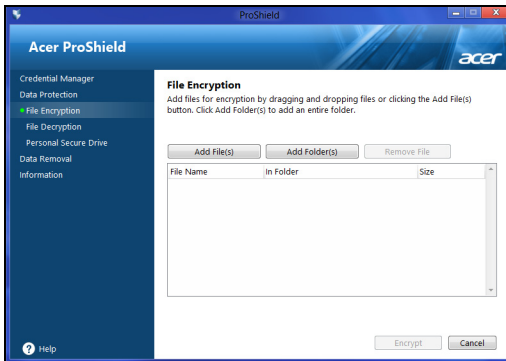 ProShield
Acer ProShield
acer
Credential Manager
Data Protection
File Encryption
File Decryption
Personal Secure Drive
Data Removal
Information
Help
File Encryption
Add files for encryption by dragging and dropping files or clicking the Add File(s)
button. Click Add Folder(s) to add an entire folder.
Add File(s) Add Folder(s) Remove File
File Name In Folder Size
Encrypt Cancel